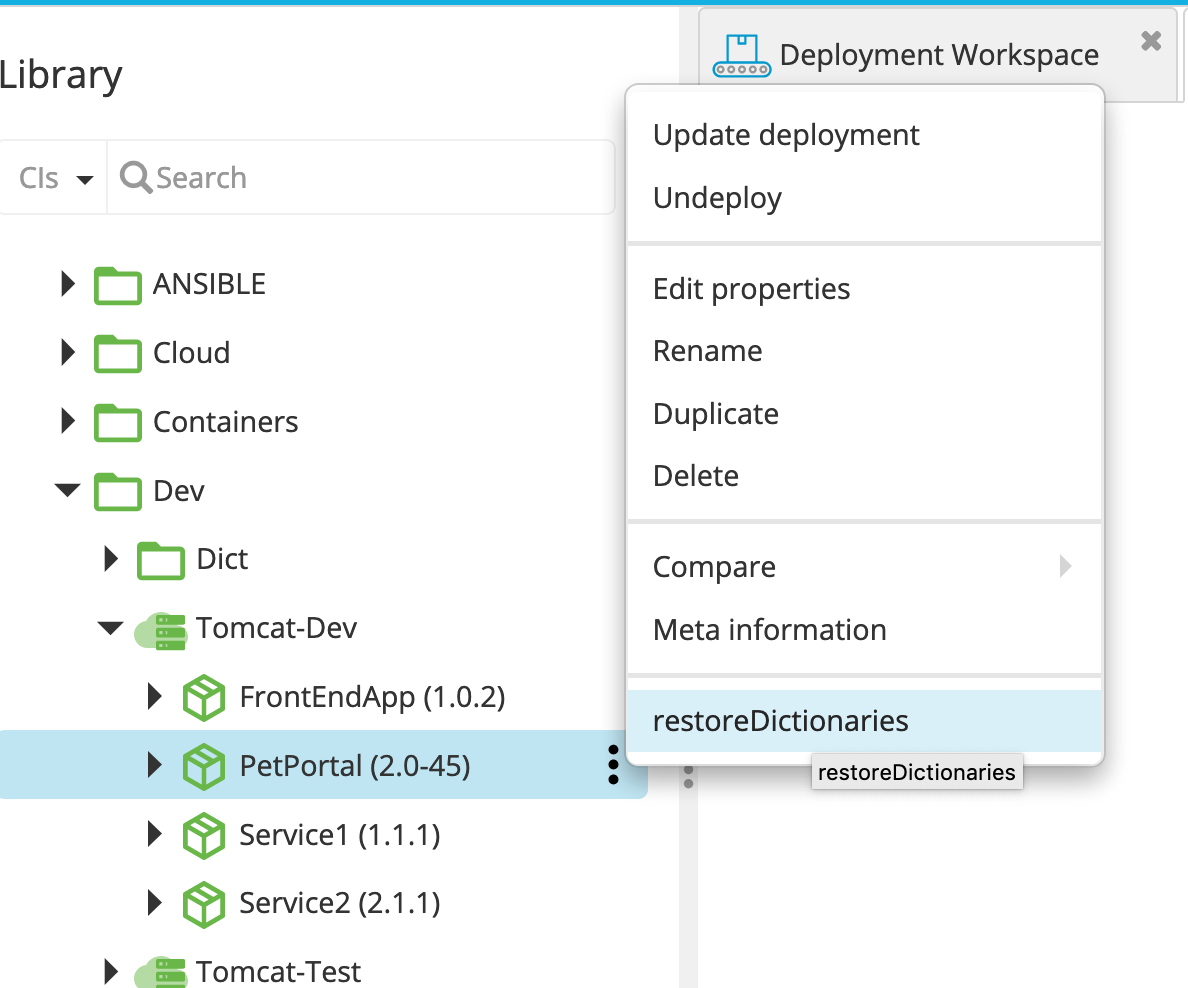 Library
CIs
Search
ANSIBLE
Cloud
Containers
Dev
Dict
Tomcat-Dev
FrontEndApp (1.0.2)
PetPortal (2.0-45)
Service1 (1.1.1)
Service2 (2.1.1)
Tomcat-Test
Deployment Workspace
Update deployment
Undeploy
Edit properties
Rename
Duplicate
Delete
Compare
Meta information
restoreDictionaries
restoreDictionaries